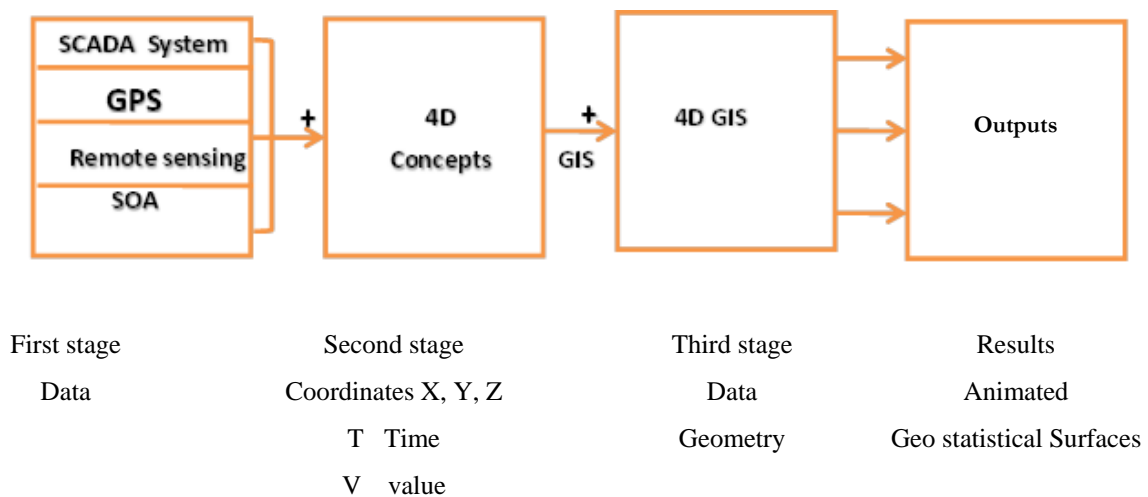 SCADA System
GPS
Remote sensing
SOA
+
4D
Concepts
+
GIS
4D GIS
Outputs
First stage
Second stage
Third stage
Results
Data
Coordinates X, Y, Z
Data
Animated
T Time
Geometry
Geo statistical Surfaces
V value